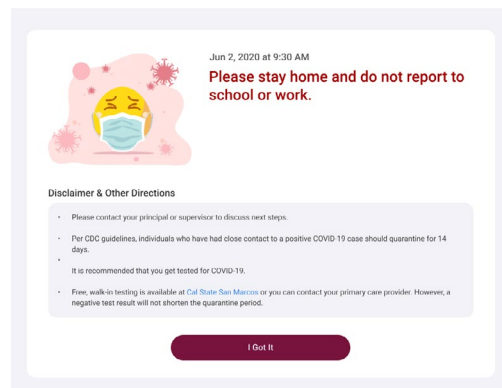 Jun 2, 2020 at 9:30 AM
Please stay home and do not report to
school or work.
Disclaimer & Other Directions
• Please contact your principal or supervisor to discuss next steps.
• Per CDC guidelines, individuals who have had close contact to a positive COVID-19 case should quarantine for 14
days.
•
It is recommended that you get tested for COVID-19.
• Free, walk-in testing is available at Cal State San Marcos or you can contact your primary care provider. However, a
negative test result will not shorten the quarantine period.
I Got It